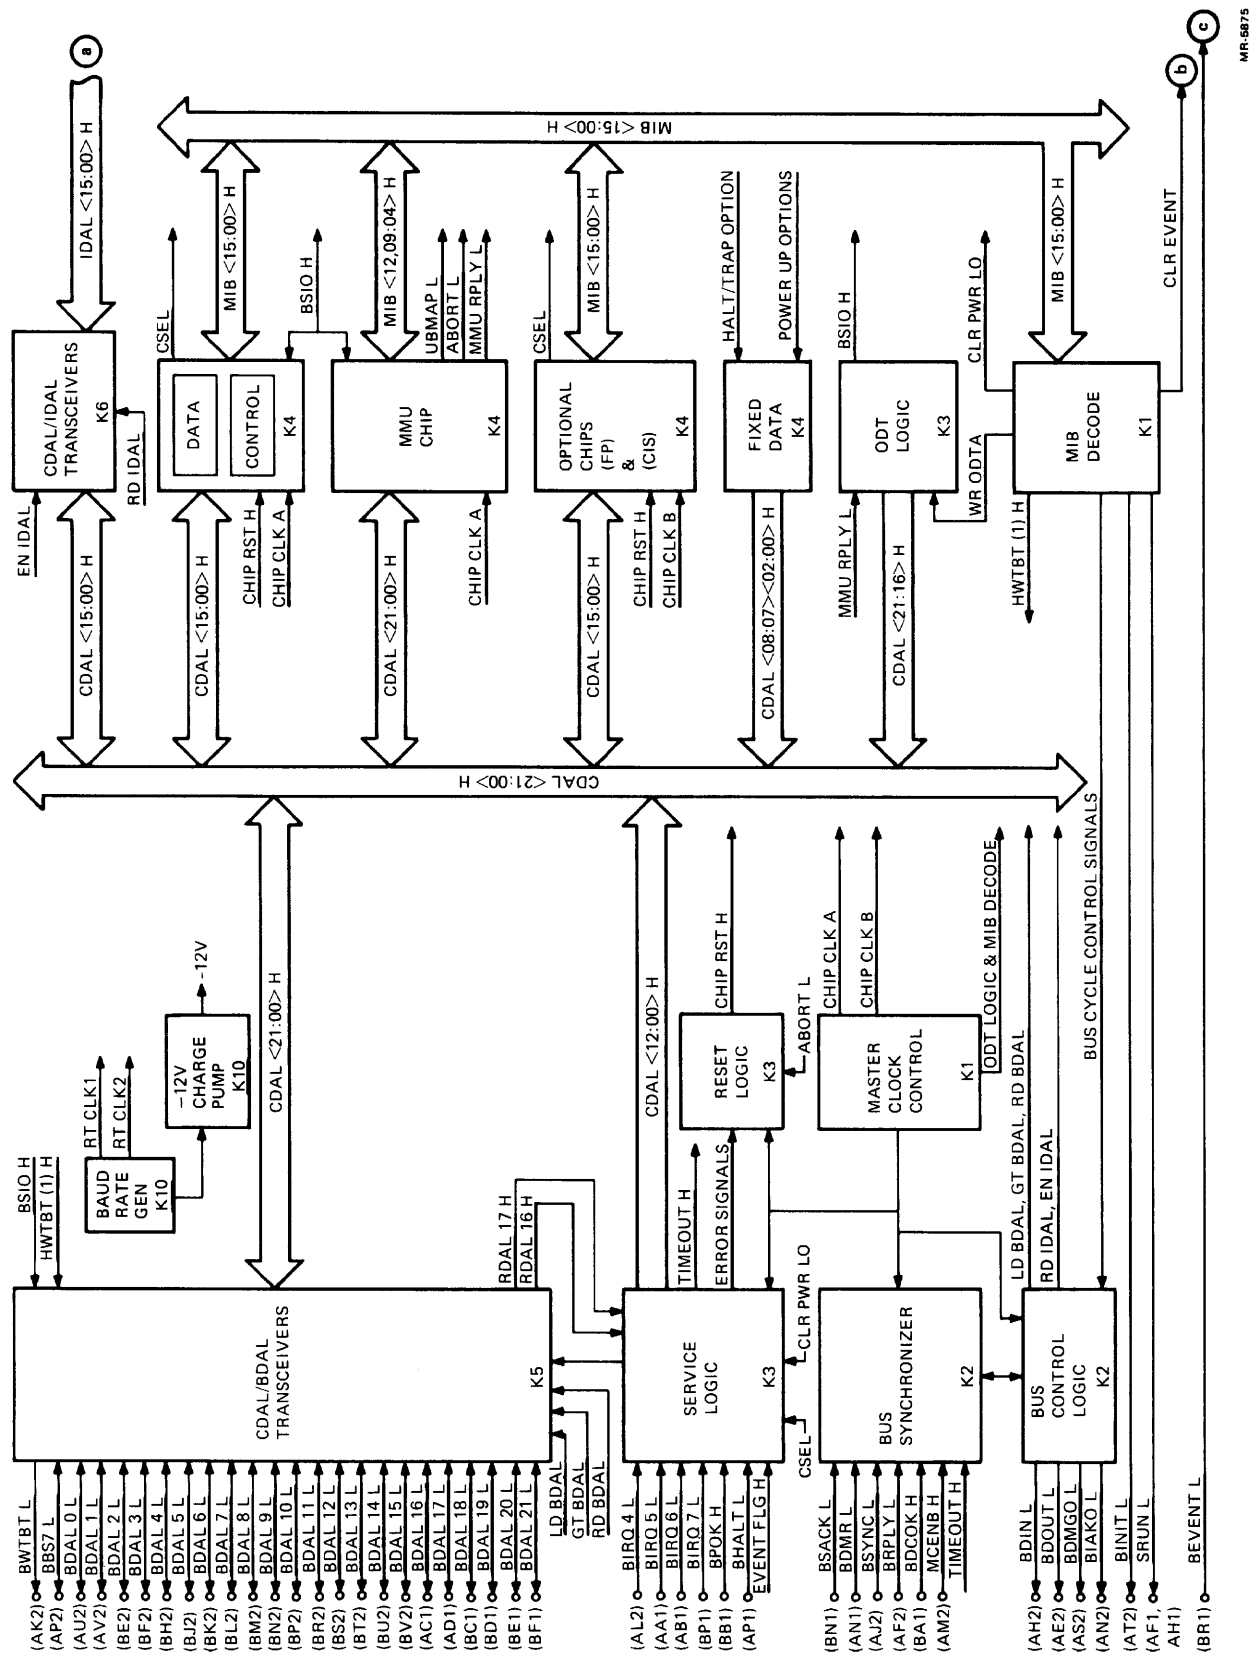 (AK2) BWTBT L
(AP2) BBS7 L
(AU2) BDAL 0 L
(AV2) BDAL 1 L
(BE2) BDAL 2 L
(BF2) BDAL 3 L
(BH2) BDAL 4 L
(BJ2) BDAL 5 L
(BK2) BDAL 6 L
(BL2) BDAL 7 L
(BM2) BDAL 8 L
(BN2) BDAL 9 L
(BP2) BDAL 10 L
(BR2) BDAL 11 L
(BS2) BDAL 12 L
(BT2) BDAL 13 L
(BU2) BDAL 14 L
(BV2) BDAL 15 L
(AC1) BDAL 16 L
(AD1) BDAL 17 L
(BC1) BDAL 18 L
(BD1) BDAL 19 L
(BE1) BDAL 20 L
(BF1) BDAL 21 L
LD BDAL
GT BDAL
RD BDAL
(AL2) BIRQ 4 L
(AA1) BIRQ 5 L
(AB1) BIRQ 6 L
(BP1) BIRQ 7 L
(BB1) BPOK H
(AP1) BHALT L
EVENT FLG H
CSEL
(BN1) BSACK L
(AN1) BDMR L
(AJ2) BSYNC L
(AF2) BRPLY L
(BA1) BDCOK H
(AM2) MCENB H
TIMEOUT H
(AH2) BDIN L
(AE2) BDOUT L
(AS2) BDMGO L
(AN2) BIAKO L
(AT2) BINIT L
(AF1, SRUN L
AH1)
(BR1) BEVENT L
CDAL/BDAL
TRANSCEIVERS
K5
SERVICE
LOGIC
K3
BUS
SYNCHRONIZER
K2
BUS
CONTROL
LOGIC
K2
BSIO H
HWTBT (1) H
RDAL 17 H
RDAL 16 H
TIMEOUT H
ERROR SIGNALS
CLR PWR LO
BAUD
RATE
GEN
K10
RT CLK1
RT CLK2
-12V
CHARGE
PUMP
K10
-12V
CDAL <21:00> H
CDAL <12:00> H
RESET
LOGIC
K3
CHIP RST H
ABORT L
MASTER
CLOCK
CONTROL
K1
CHIP CLK A
CHIP CLK B
ODT LOGIC & MIB DECODE
LD BDAL, GT BDAL, RD BDAL
RD IDAL, EN IDAL
BUS CYCLE CONTROL SIGNALS
CDAL <21:00> H
EN IDAL
CDAL <15:00> H
RD IDAL
CDAL <15:00> H
CHIP RST H
CHIP CLK A
CDAL <21:00> H
CHIP CLK A
CDAL <15:00> H
CHIP RST H
CHIP CLK B
CDAL <08:07><02:00> H
MMU RPLY L
CDAL <21:16> H
WR ODTA
HWTBT (1) H
CDAL/IDAL
TRANSCEIVERS
K6
DATA
CONTROL
K4
MMU
CHIP
K4
OPTIONAL
CHIPS
(FP)
&
(CIS)
K4
FIXED
DATA
K4
ODT
LOGIC
K3
MIB
DECODE
K1
IDAL <15:00> H
a
CSEL
MIB <15:00> H
BSIO H
MIB <12,09:04> H
UBMAP L
ABORT L
MMU RPLY L
CSEL
MIB <15:00> H
HALT/TRAP OPTION
POWER UP OPTIONS
BSIO H
CLR PWR LO
MIB <15:00> H
CLR EVENT
MIB <15:00> H
b
c
MR-5875